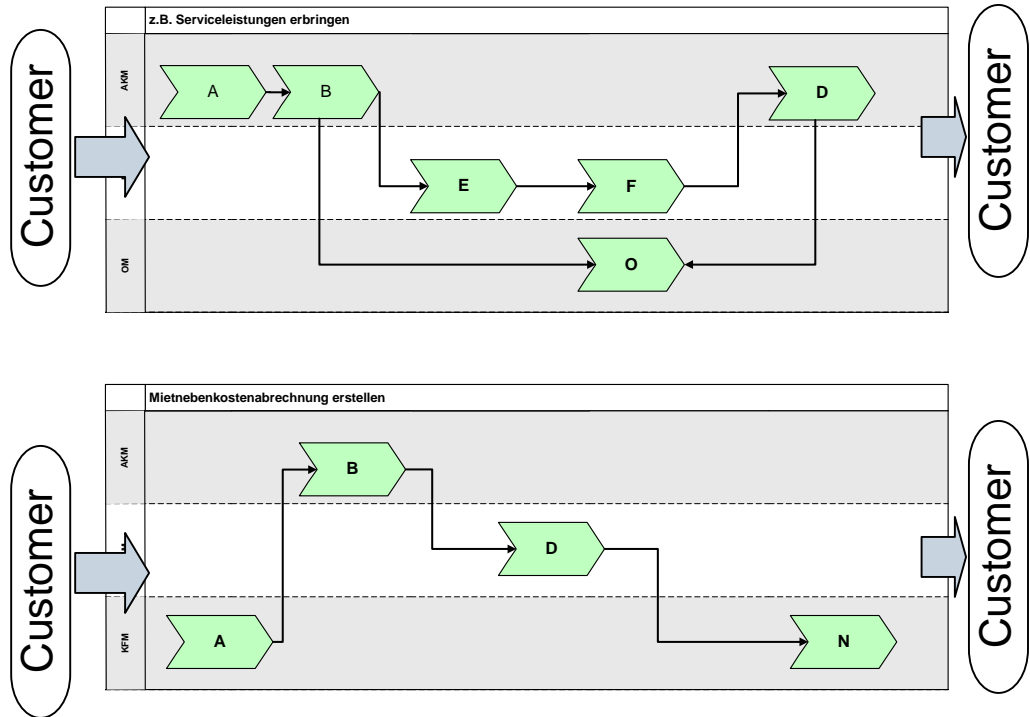 z.B. Serviceleistungen erbringen
Customer
AKM
A
B
D
Customer
E
F
OM
O
Mietnebenkostenabrechnung erstellen
Customer
AKM
B
Customer
D
KFM
A
N